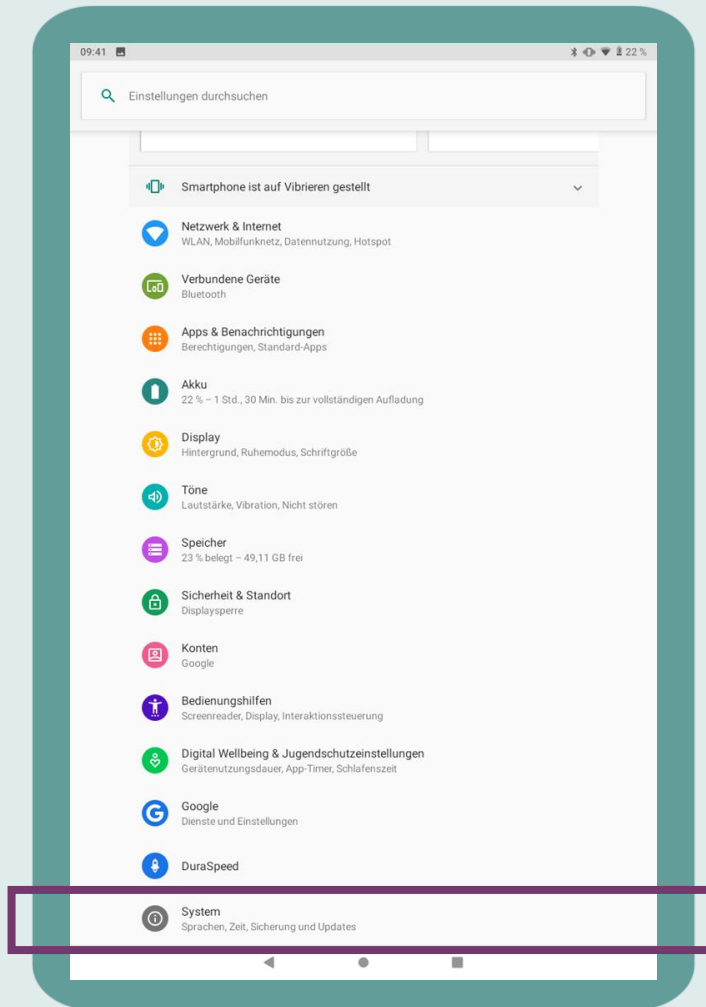 09:41 22 %
Einstellungen durchsuchen
Smartphone ist auf Vibrieren gestellt
Netzwerk & Internet
WLAN, Mobilfunknetz, Datennutzung, Hotspot
Verbundene Geräte
Bluetooth
Apps & Benachrichtigungen
Berechtigungen, Standard-Apps
Akku
22 % – 1 Std., 30 Min. bis zur vollständigen Aufladung
Display
Hintergrund, Ruhemodus, Schriftgröße
Töne
Lautstärke, Vibration, Nicht stören
Speicher
23 % belegt – 49,11 GB frei
Sicherheit & Standort
Displaysperre
Konten
Google
Bedienungshilfen
Screenreader, Display, Interaktionssteuerung
Digital Wellbeing & Jugendschutzeinstellungen
Gerätenutzungsdauer, App-Timer, Schlafenszeit
Google
Dienste und Einstellungen
DuraSpeed
System
Sprachen, Zeit, Sicherung und Updates